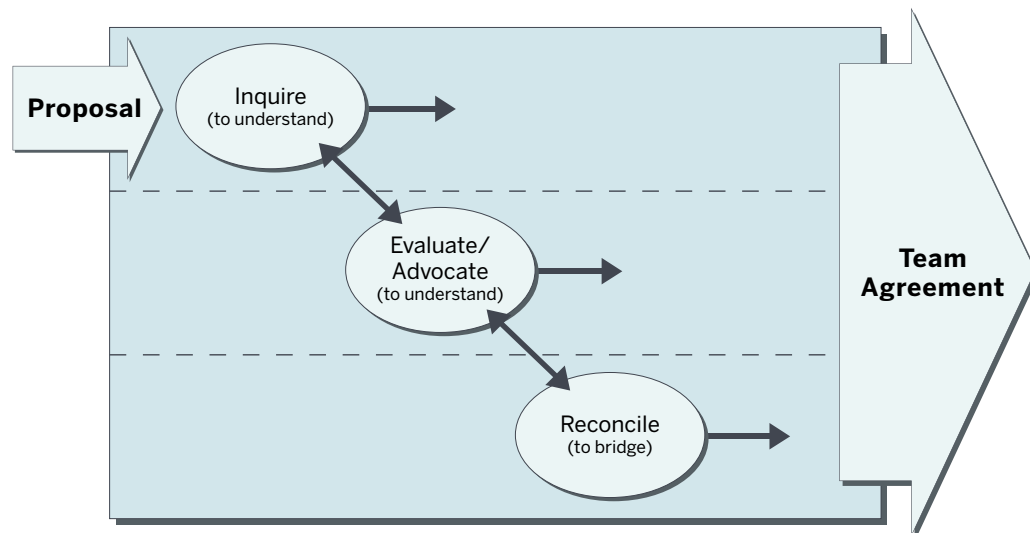 Proposal
Inquire
(to understand)
Evaluate/
Advocate
(to understand)
Reconcile
(to bridge)
Team
Agreement